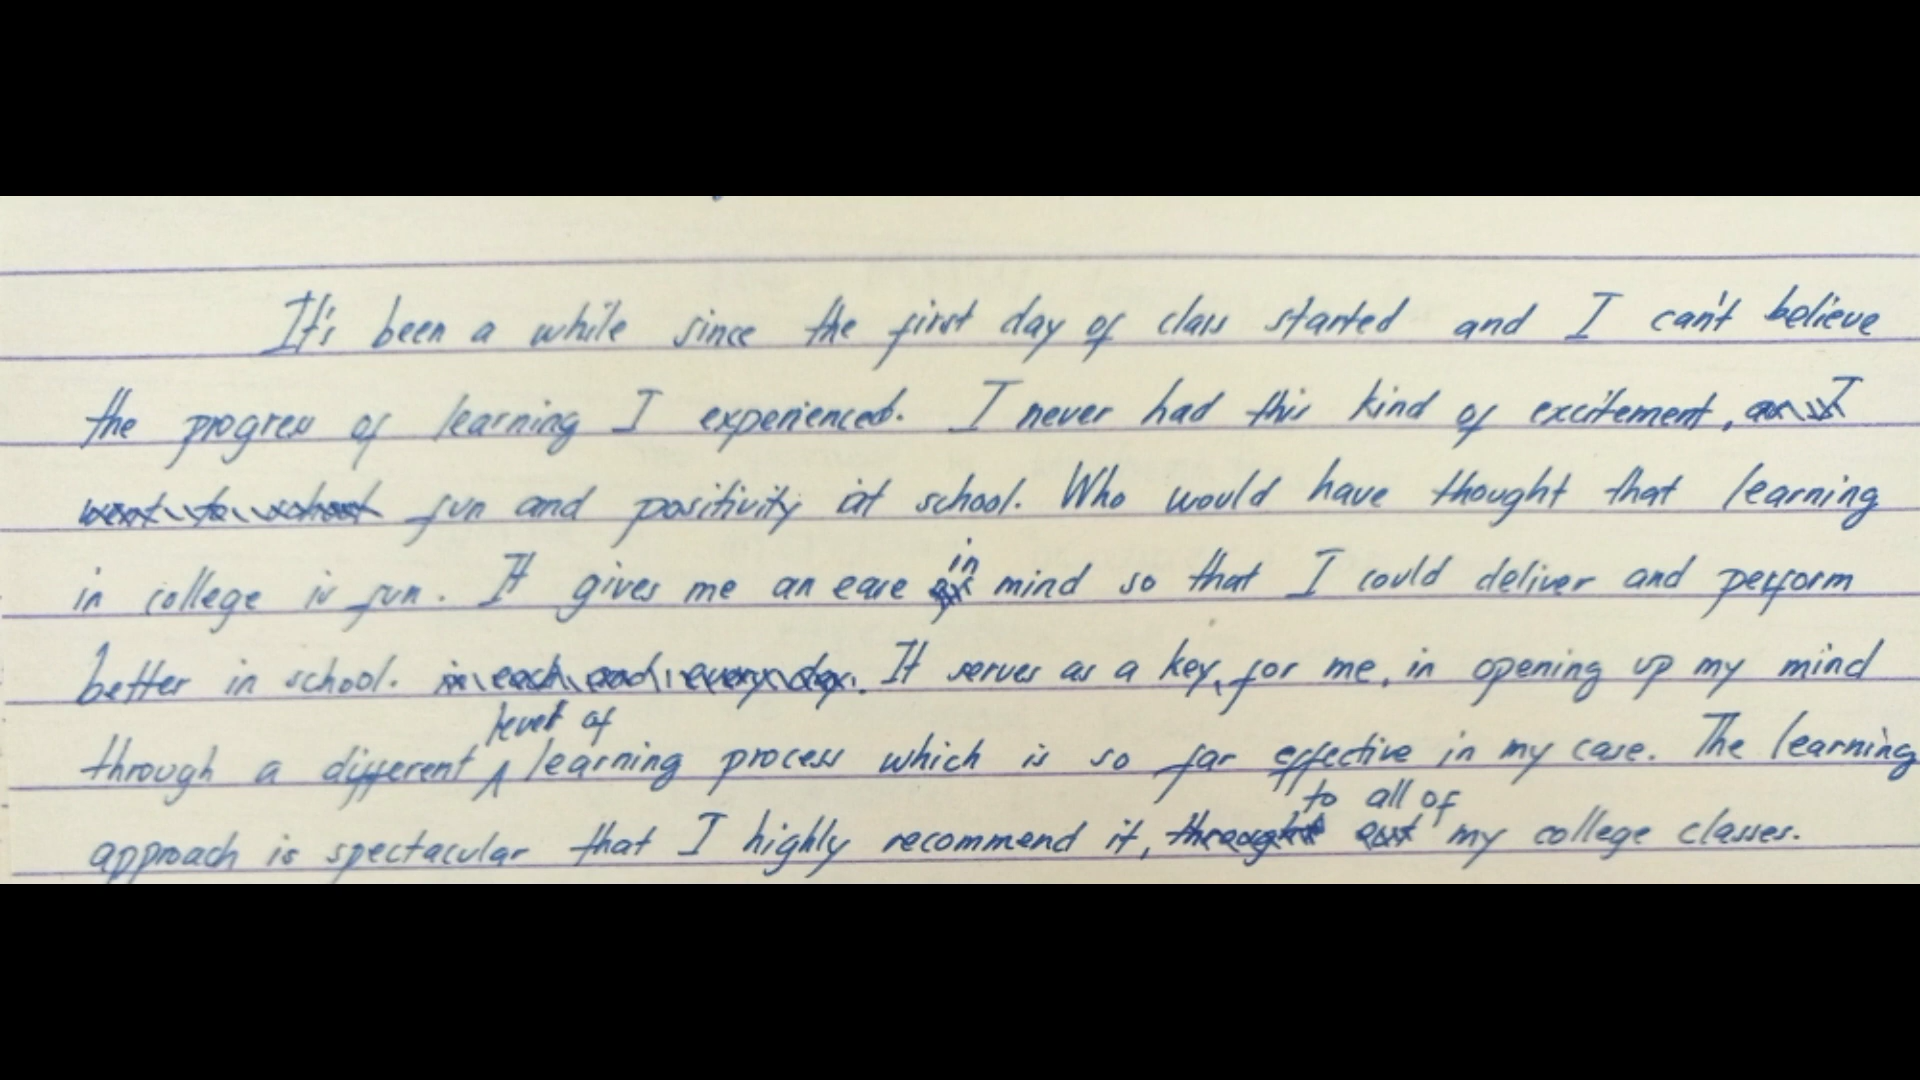 It's been a while since the first day of class started and I can't believe
the progress of learning I experienced. I never had this kind of excitement,
fun and positivity at school. Who would have thought that learning
in college is fun. It gives me an ease in mind so that I could deliver and perform
better in school. in each and every day. It serves as a key, for me, in opening up my mind
through a different level of learning process which is so far effective in my case. The learning
approach is spectacular that I highly recommend it, to all of my college classes.